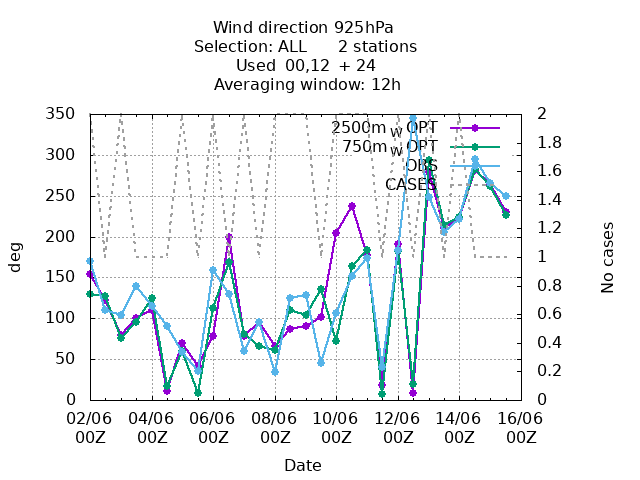 Wind direction 925hPa
Selection: ALL 2 stations
Used 00,12 + 24
Averaging window: 12h
2500m W OPT
750m W OPT
OBS
CASES
350
300
250
200
150
100
50
0
deg
2
1.8
1.6
1.4
1.2
1
0.8
0.6
0.4
0.2
0
No cases
02/06 04/06 06/06 08/06 10/06 12/06 14/06 16/06
00Z 00Z 00Z 00Z 00Z 00Z 00Z 00Z
Date